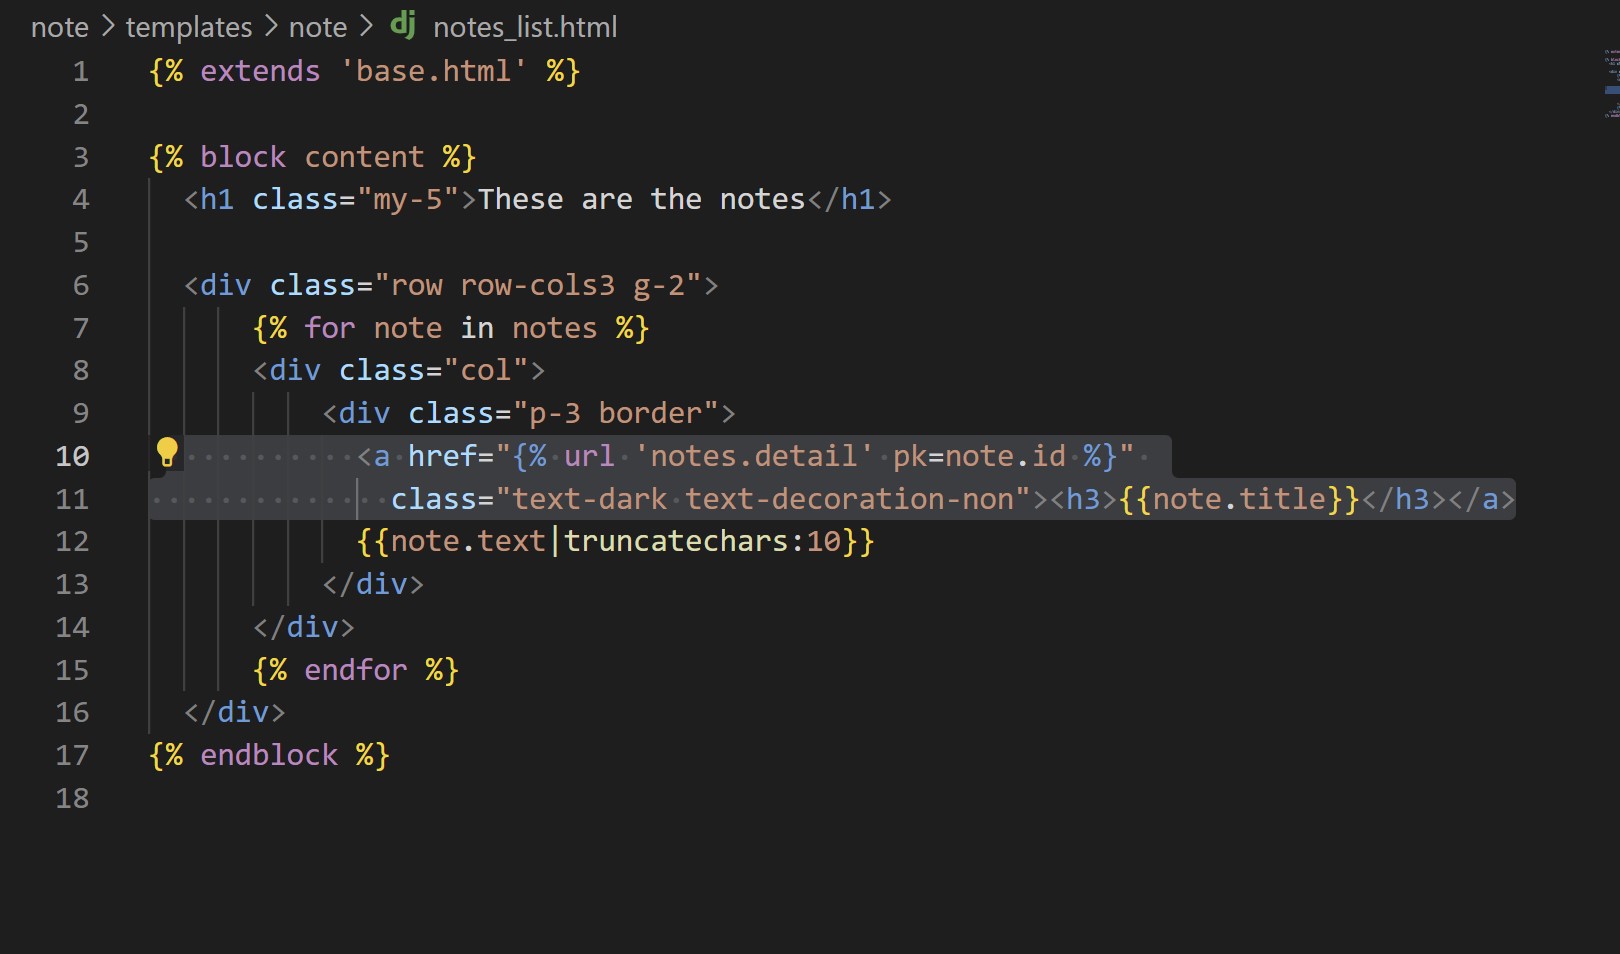 note > templates > note > dj notes_list.html
1 {% extends 'base.html' %}
2
3 {% block content %}
4 <h1 class="my-5">These are the notes</h1>
5
6 <div class="row row-cols3 g-2">
7 {% for note in notes %}
8 <div class="col">
9 <div class="p-3 border">
10 <a href="{% url 'notes.detail' pk=note.id %}"
11 class="text-dark text-decoration-non"><h3>{{note.title}}</h3></a>
12 {{note.text|truncatechars:10}}
13 </div>
14 </div>
15 {% endfor %}
16 </div>
17 {% endblock %}
18